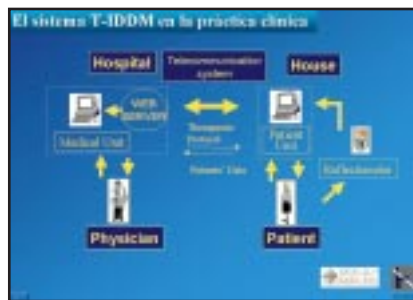 El sistema T-IDDM en la práctica clínica
Hospital
Telecommunication
system
House
WEB
SERVER
Medical Unit
Therapeutic
Protocol
Patient
Unit
Patients' Data
Reflectometer
Physician
Patient